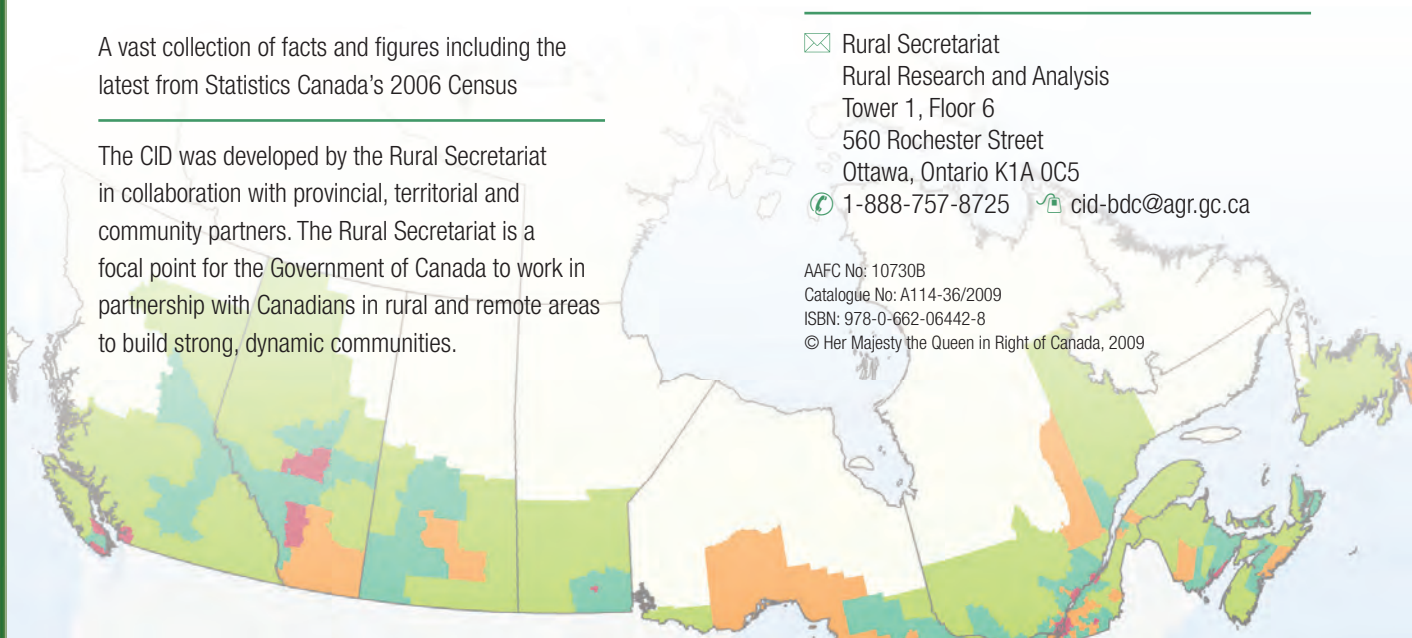 A vast collection of facts and figures including the
latest from Statistics Canada’s 2006 Census
The CID was developed by the Rural Secretariat
in collaboration with provincial, territorial and
community partners. The Rural Secretariat is a
focal point for the Government of Canada to work in
partnership with Canadians in rural and remote areas
to build strong, dynamic communities.
Rural Secretariat
Rural Research and Analysis
Tower 1, Floor 6
560 Rochester Street
Ottawa, Ontario K1A 0C5
1-888-757-8725 cid-bdc@agr.gc.ca
AAFC No: 10730B
Catalogue No: A114-36/2009
ISBN: 978-0-662-06442-8
© Her Majesty the Queen in Right of Canada, 2009